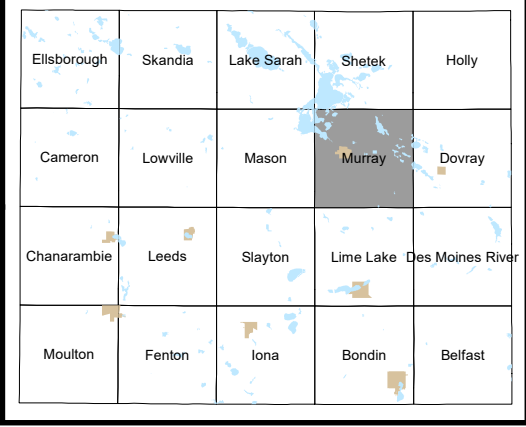 Ellsborough
Skandia
Lake Sarah
Shetek
Holly
Cameron
Lowville
Mason
Murray
Dovray
Chanarambie
Leeds
Slayton
Lime Lake
Des Moines River
Moulton
Fenton
Iona
Bondin
Belfast